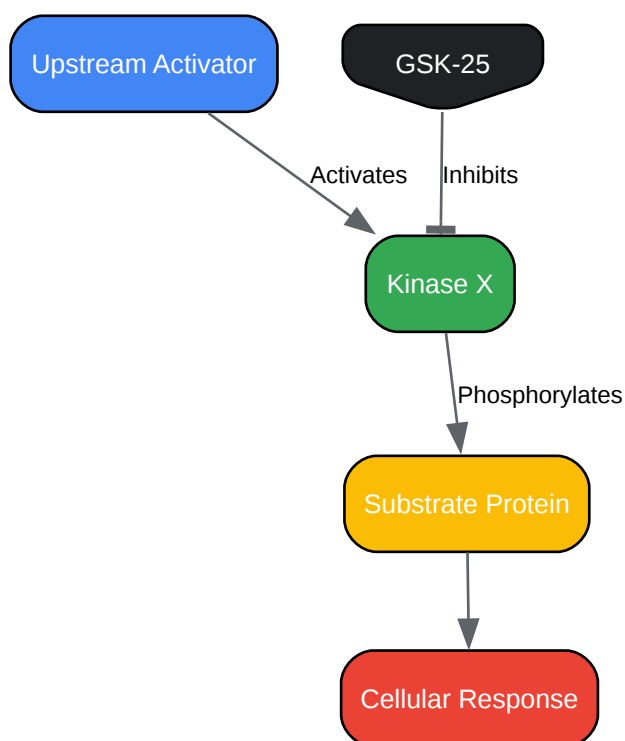 Upstream Activator
GSK-25
Activates
Inhibits
Kinase X
Phosphorylates
Substrate Protein
Cellular Response